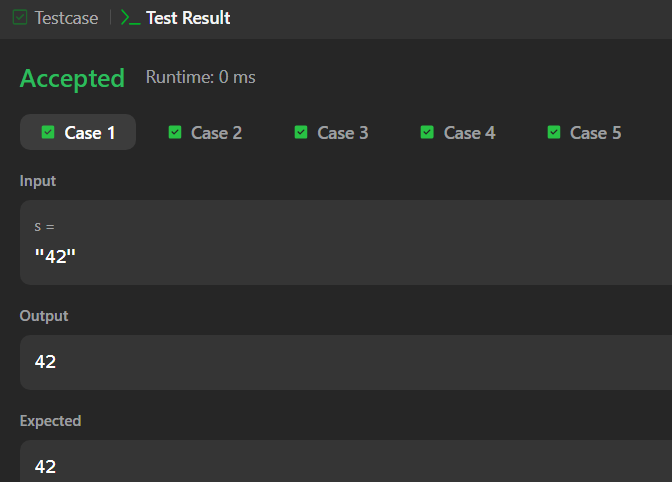 Testcase Test Result
Accepted Runtime: 0 ms
Case 1 Case 2 Case 3 Case 4 Case 5
Input
s =
"42"
Output
42
Expected
42